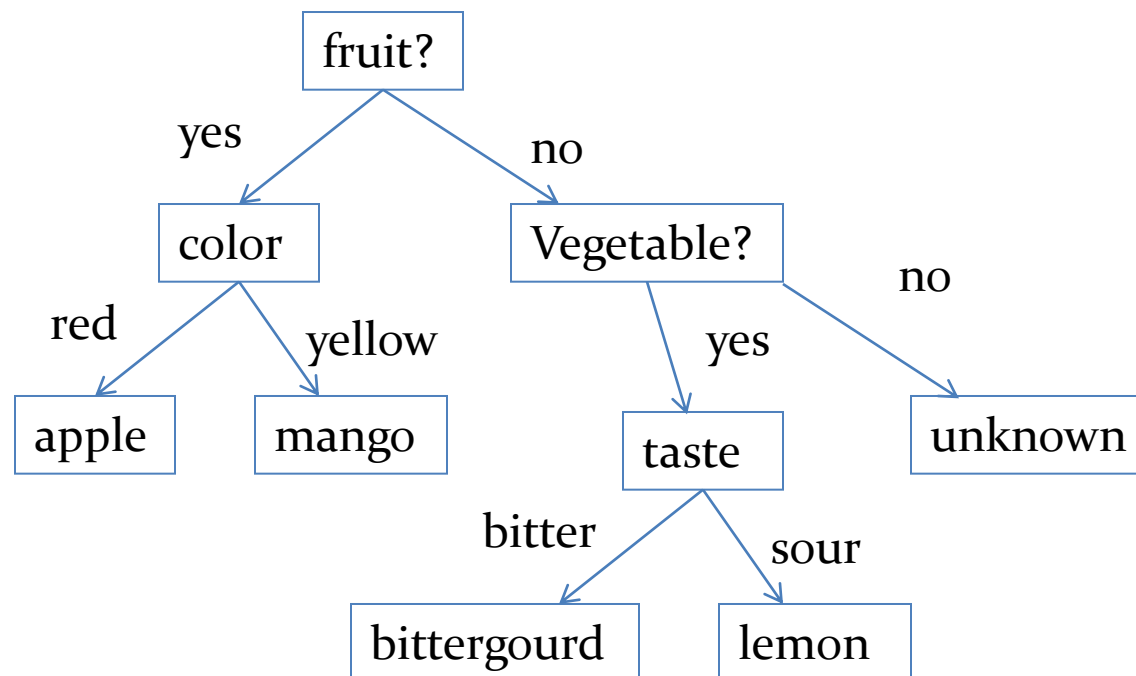 fruit?
yes
no
color
Vegetable?
no
red
yellow
yes
apple
mango
taste
unknown
bitter
sour
bittergourd
lemon